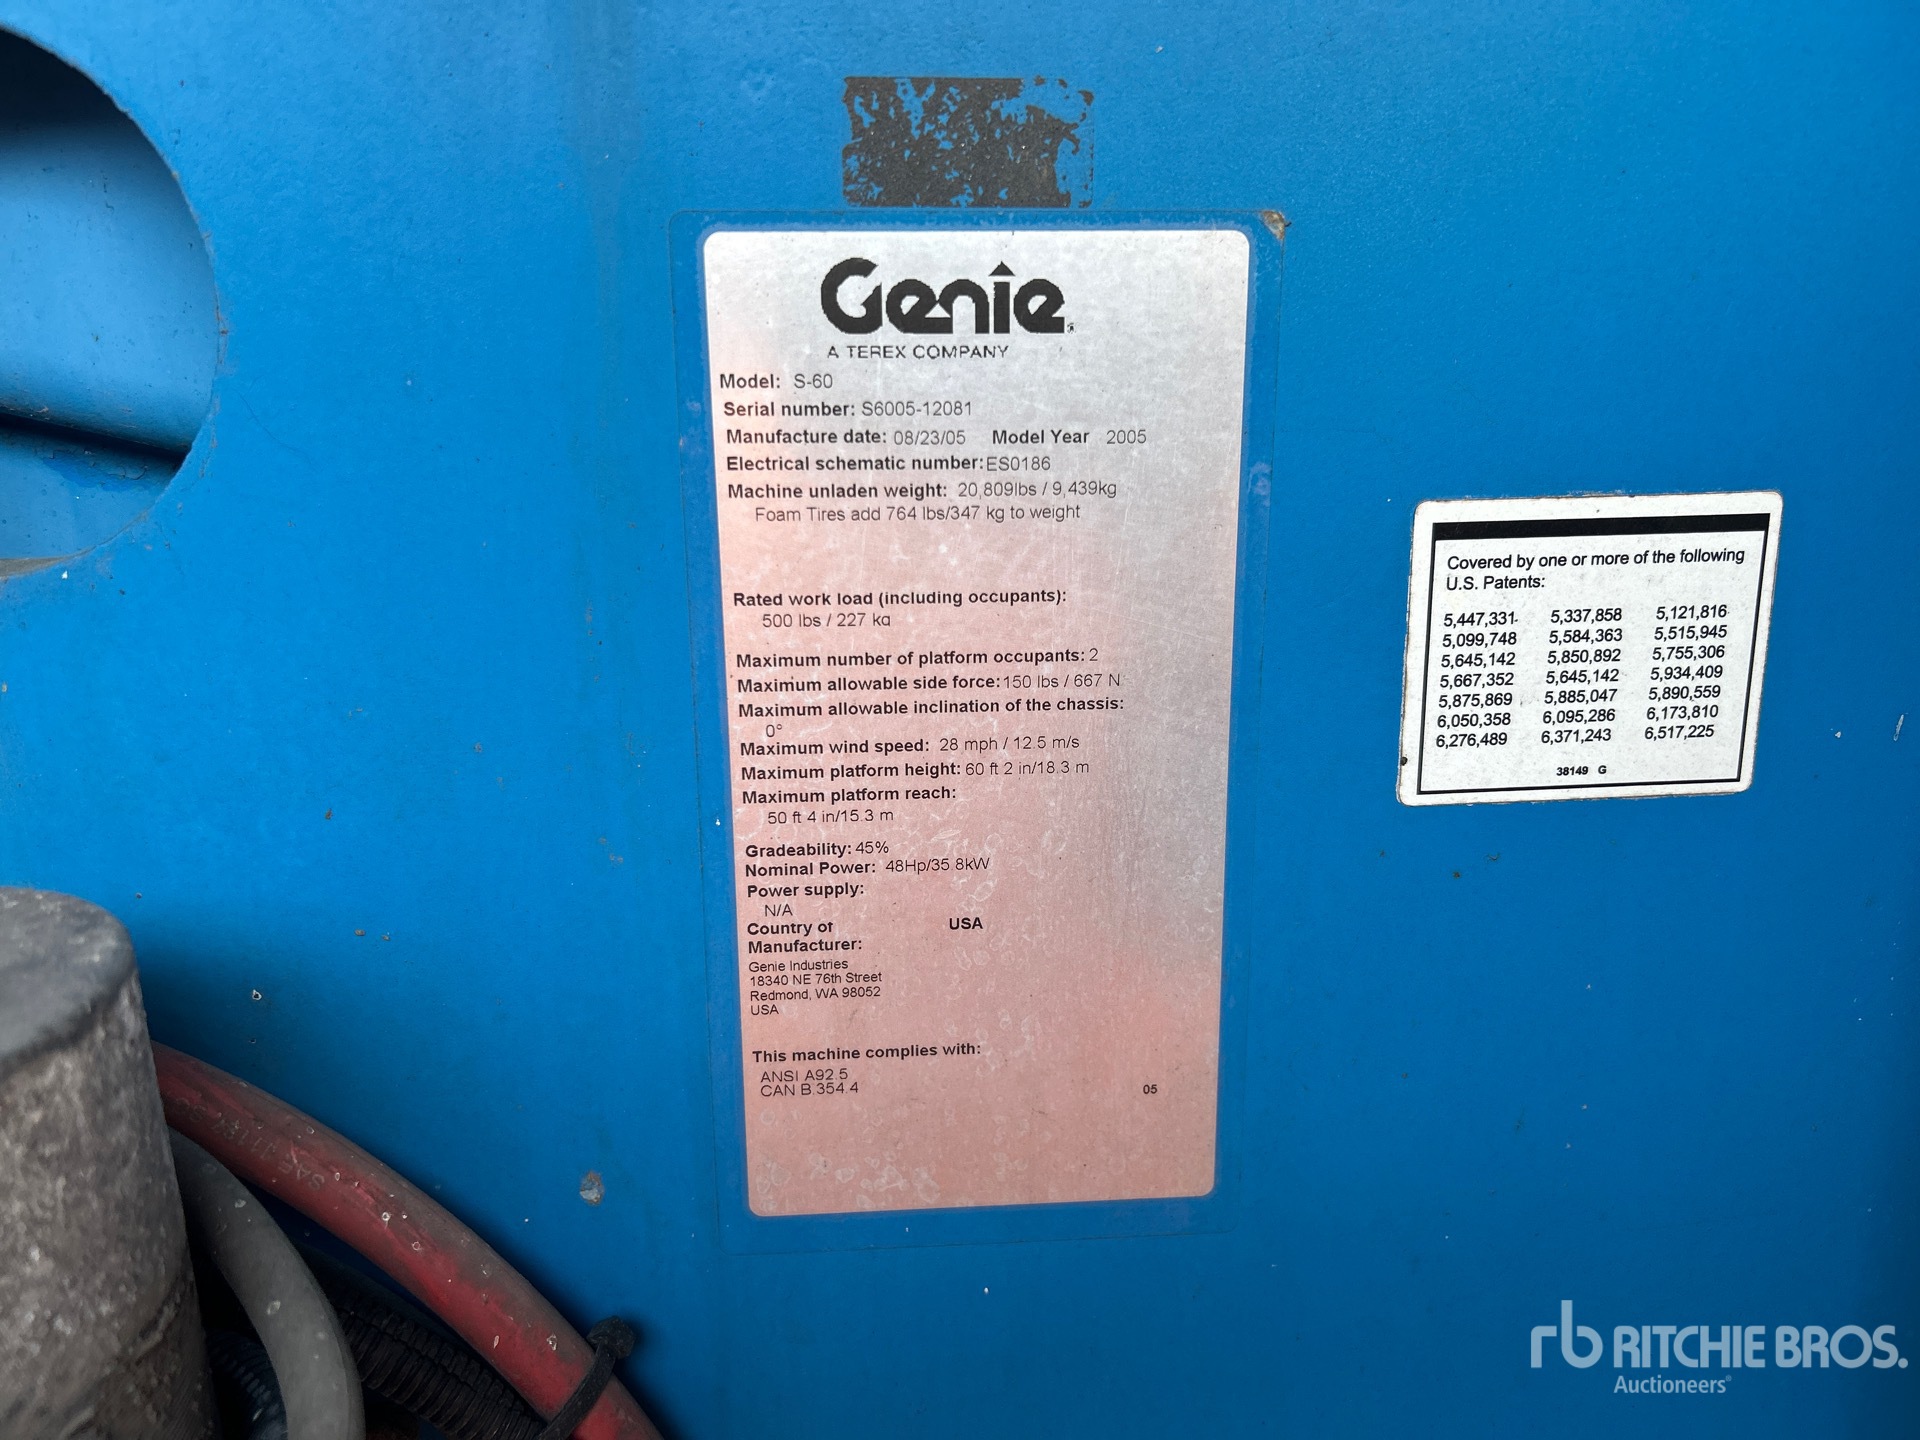 Genie
A TEREX COMPANY
Model: S-60
Serial number: S6005-12081
Manufacture date: 08/23/05 Model Year 2005
Electrical schematic number: ES0186
Machine unladen weight: 20,809lbs / 9,439kg
Foam Tires add 764 lbs/347 kg to weight
Rated work load (including occupants):
500 lbs / 227 kg
Maximum number of platform occupants: 2
Maximum allowable side force: 150 lbs / 667 N
Maximum allowable inclination of the chassis:
0°
Maximum wind speed: 28 mph / 12.5 m/s
Maximum platform height: 60 ft 2 in/18.3 m
Maximum platform reach:
50 ft 4 in/15.3 m
Gradeability: 45%
Nominal Power: 48Hp/35.8kW
Power supply:
N/A
Country of USA
Manufacturer:
Genie Industries
18340 NE 76th Street
Redmond, WA 98052
USA
This machine complies with:
ANSI A92.5
CAN B.354.4
05
Covered by one or more of the following
U.S. Patents:
5,447,331 5,337,858 5,121,816
5,099,748 5,584,363 5,515,945
5,645,142 5,850,892 5,755,306
5,667,352 5,645,142 5,934,409
5,875,869 5,885,047 5,890,559
6,050,358 6,095,286 6,173,810
6,276,489 6,371,243 6,517,225
38149 G
SAE J1127
rb RITCHIE BROS.
Auctioneers